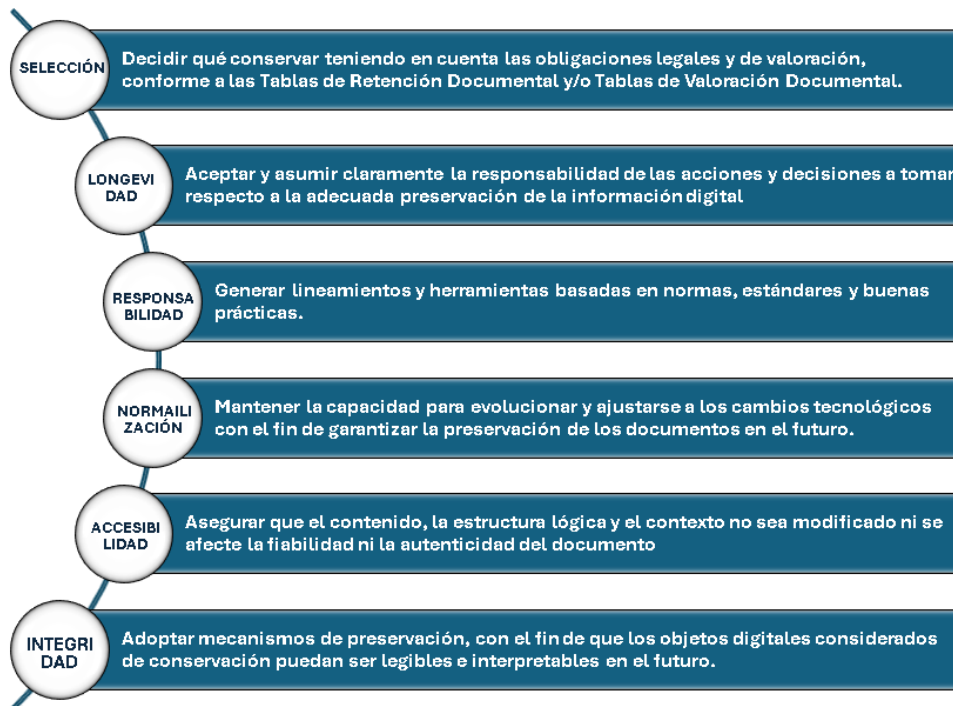 SELECCIÓN
Decidir qué conservar teniendo en cuenta las obligaciones legales y de valoración,
conforme a las Tablas de Retención Documental y/o Tablas de Valoración Documental.
LONGEVI
DAD
Aceptar y asumir claramente la responsabilidad de las acciones y decisiones a tomar
respecto a la adecuada preservación de la información digital
RESPONSA
BILIDAD
Generar lineamientos y herramientas basadas en normas, estándares y buenas
prácticas.
NORMAILI
ZACIÓN
Mantener la capacidad para evolucionar y ajustarse a los cambios tecnológicos
con el fin de garantizar la preservación de los documentos en el futuro.
ACCESIBI
LIDAD
Asegurar que el contenido, la estructura lógica y el contexto no sea modificado ni se
afecte la fiabilidad ni la autenticidad del documento
INTEGRI
DAD
Adoptar mecanismos de preservación, con el fin de que los objetos digitales considerados
de conservación puedan ser legibles e interpretables en el futuro.